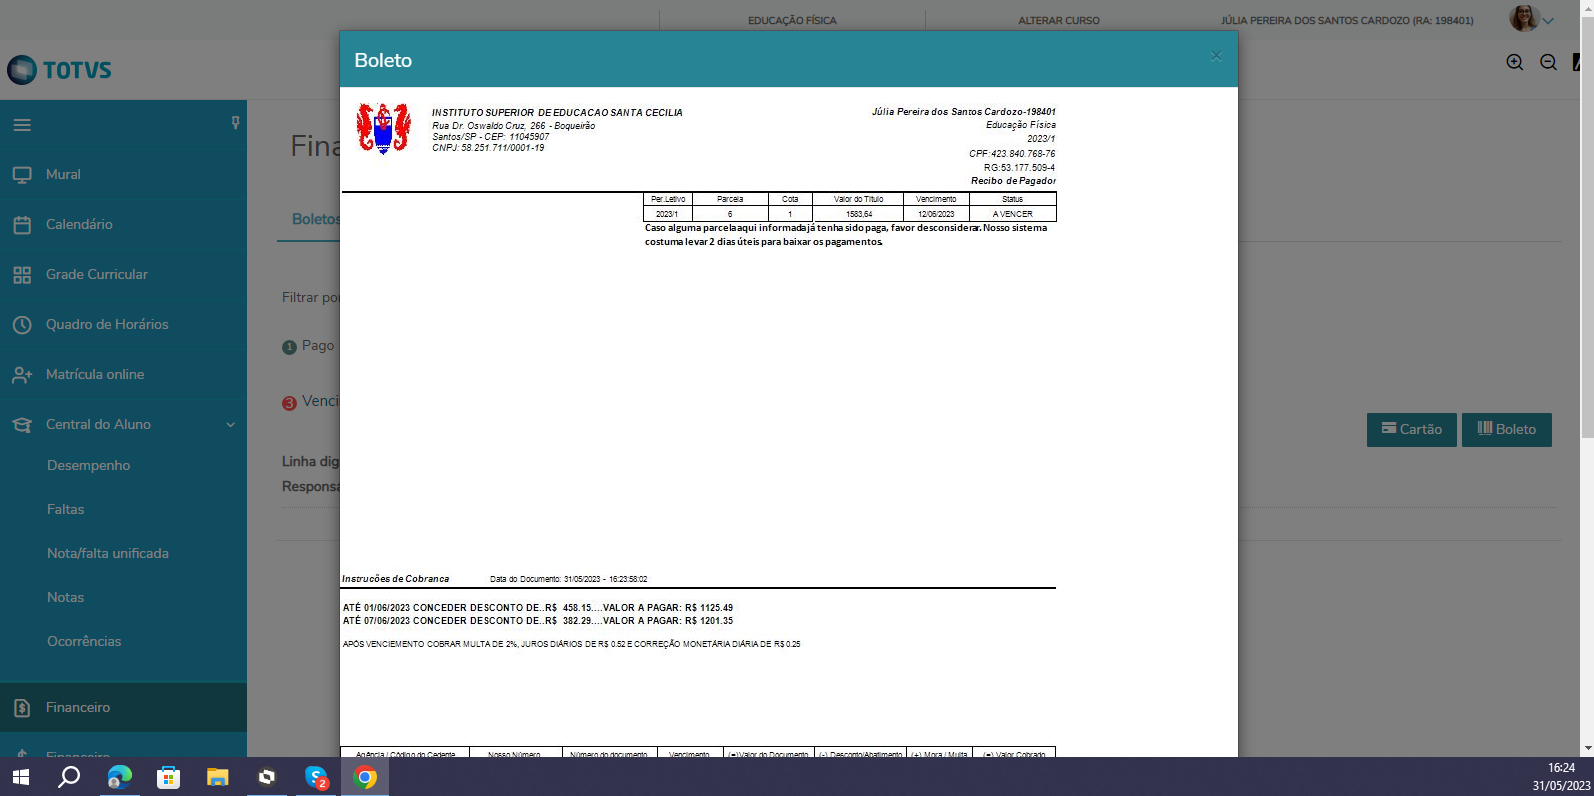 EDUCAÇÃO FÍSICA
ALTERAR CURSO
JÚLIA PEREIRA DOS SANTOS CARDOZO (RA: 198401)
TOTVS
Mural
Calendário
Grade Curricular
Quadro de Horários
Matrícula online
Central do Aluno
Desempenho
Faltas
Nota/falta unificada
Notas
Ocorrências
Financeiro
Financeiro
Fina
Boletos
Filtrar po
1 Pago
3 Venci
Linha dig
Responsa
Cartão
Boleto
Boleto
×
INSTITUTO SUPERIOR DE EDUCACAO SANTA CECILIA
Rua Dr. Oswaldo Cruz, 266 - Boqueirão
Santos/SP - CEP: 11045907
CNPJ: 58.251.711/0001-19
Júlia Pereira dos Santos Cardozo-198401
Educação Física
2023/1
CPF:423.840.768-76
RG:53.177.509-4
Recibo de Pagador
Per.Letivo Parcela Cota Valor do Título Vencimento Status
2023/1 6 1 1583,64 12/06/2023 A VENCER
Caso alguma parcela aqui informada já tenha sido paga, favor desconsiderar. Nosso sistema
costuma levar 2 dias úteis para baixar os pagamentos.
Instrucões de Cobranca Data do Documento: 31/05/2023 - 16:23:58:02
ATÉ 01/06/2023 CONCEDER DESCONTO DE..R$ 458.15....VALOR A PAGAR: R$ 1125.49
ATÉ 07/06/2023 CONCEDER DESCONTO DE..R$ 382.29....VALOR A PAGAR: R$ 1201.35
APÓS VENCIEMENTO COBRAR MULTA DE 2%, JUROS DIÁRIOS DE R$ 0.52 E CORREÇÃO MONETÁRIA DIÁRIA DE R$ 0.25
Agência / Código do Cedente Nosso Número Número do documento Vencimento (=)Valor do Documento (-) Desconto/Abatimento (+) Mora / Multa (=) Valor Cobrado
2
16:24
31/05/2023